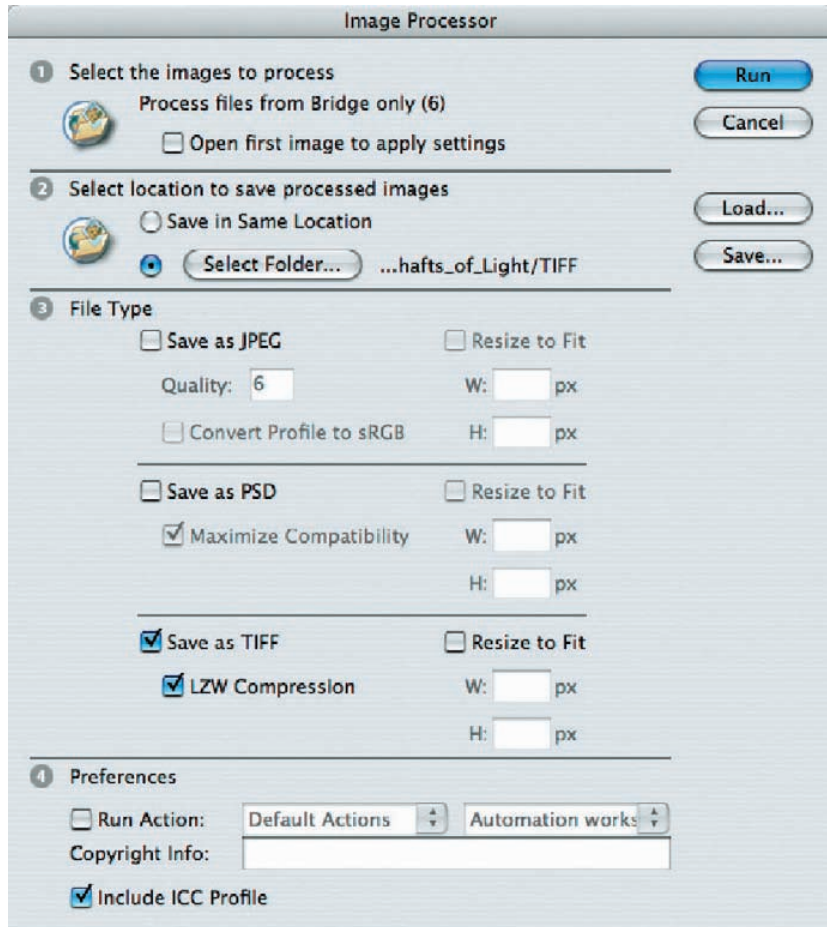 Image Processor
1 Select the images to process
Run
Process files from Bridge only (6)
Cancel
Open first image to apply settings
2 Select location to save processed images
Load...
Save in Same Location
Save...
Select Folder... ...hafts_of_Light/TIFF
3 File Type
Save as JPEG Resize to Fit
Quality: 6 W: px
Convert Profile to sRGB H: px
Save as PSD Resize to Fit
Maximize Compatibility W: px
H: px
Save as TIFF Resize to Fit
LZW Compression W: px
H: px
4 Preferences
Run Action: Default Actions Automation works
Copyright Info:
Include ICC Profile